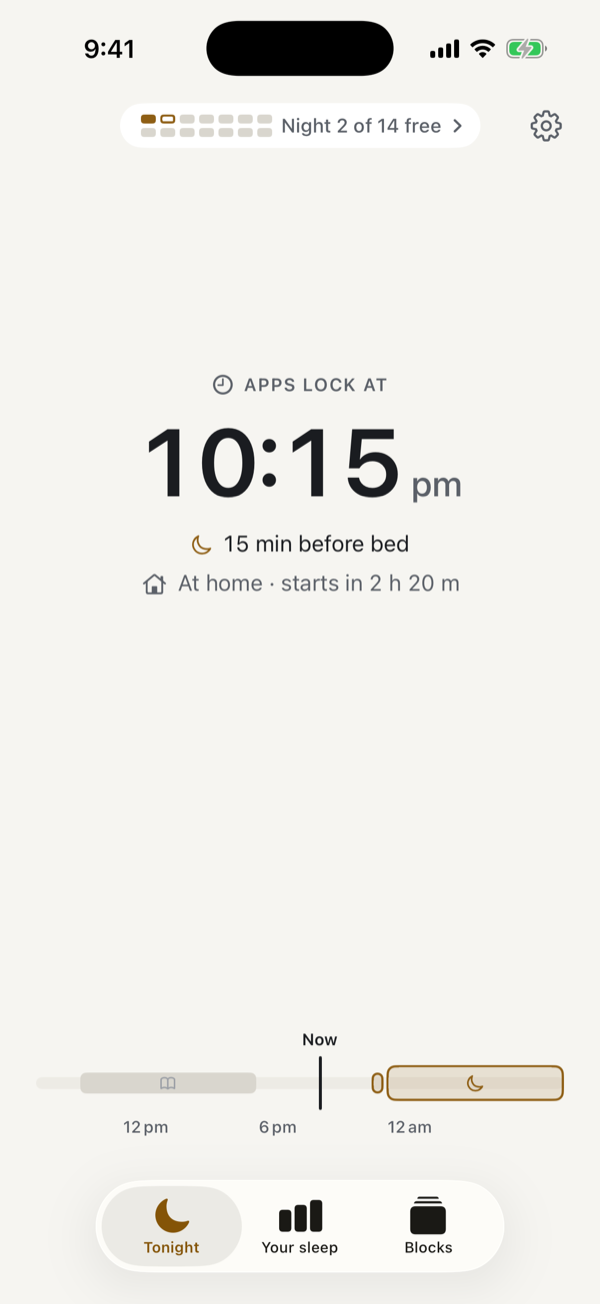 9:41
Night 2 of 14 free
APPS LOCK AT
10:15 pm
15 min before bed
At home · starts in 2 h 20 m
Now
12 pm 6 pm 12 am
Tonight Your sleep Blocks